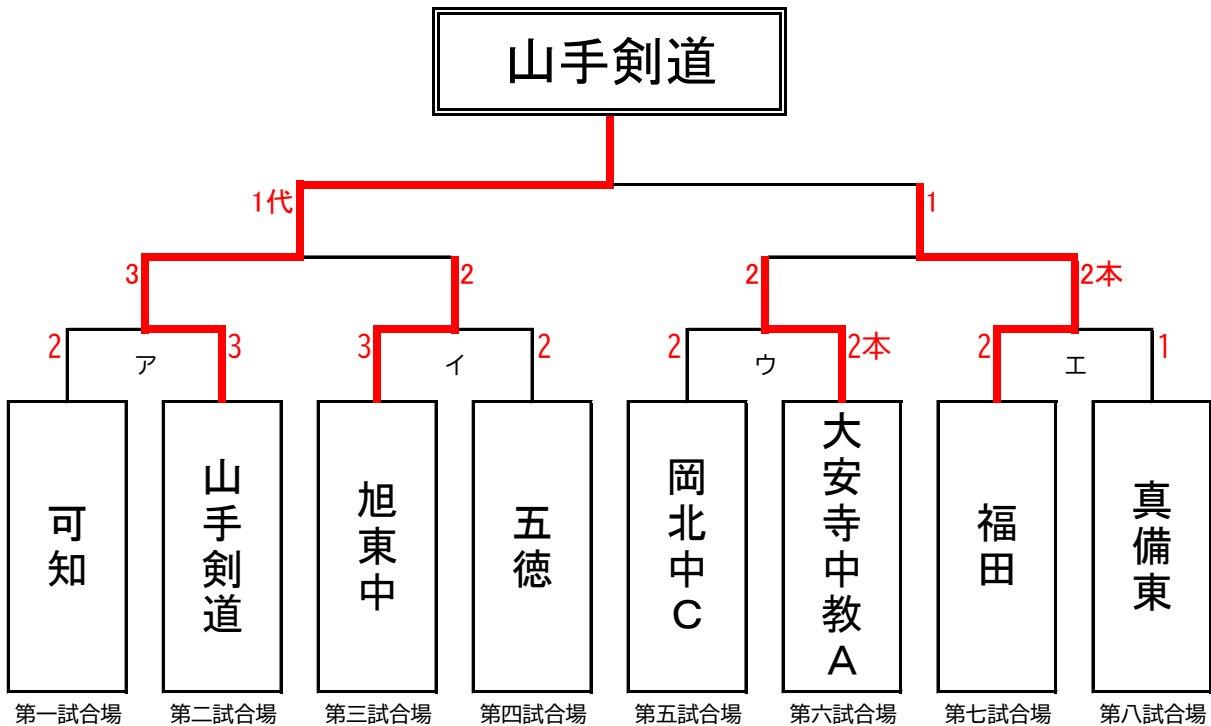 山手剣道
1代
1
3
2
2
2本
2
ア
3
3
イ
2
2
ウ
2本
2
エ
1
可知
山手剣道
旭東中
五徳
岡北中C
大安寺中教A
福田
真備東
第一試合場
第二試合場
第三試合場
第四試合場
第五試合場
第六試合場
第七試合場
第八試合場